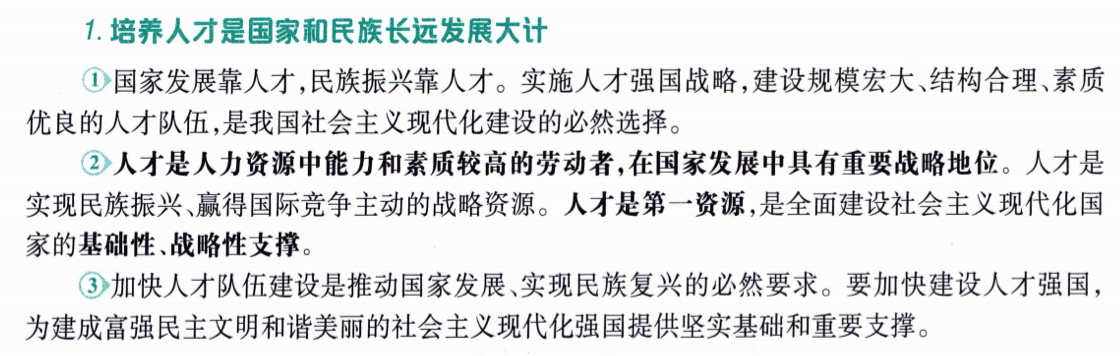 1. 培养人才是国家和民族长远发展大计
①国家发展靠人才,民族振兴靠人才。实施人才强国战略,建设规模宏大、结构合理、素质
优良的人才队伍,是我国社会主义现代化建设的必然选择。
②人才是人力资源中能力和素质较高的劳动者,在国家发展中具有重要战略地位。人才是
实现民族振兴、赢得国际竞争主动的战略资源。人才是第一资源,是全面建设社会主义现代化国
家的基础性、战略性支撑。
③加快人才队伍建设是推动国家发展、实现民族复兴的必然要求。要加快建设人才强国,
为建成富强民主文明和谐美丽的社会主义现代化强国提供坚实基础和重要支撑。